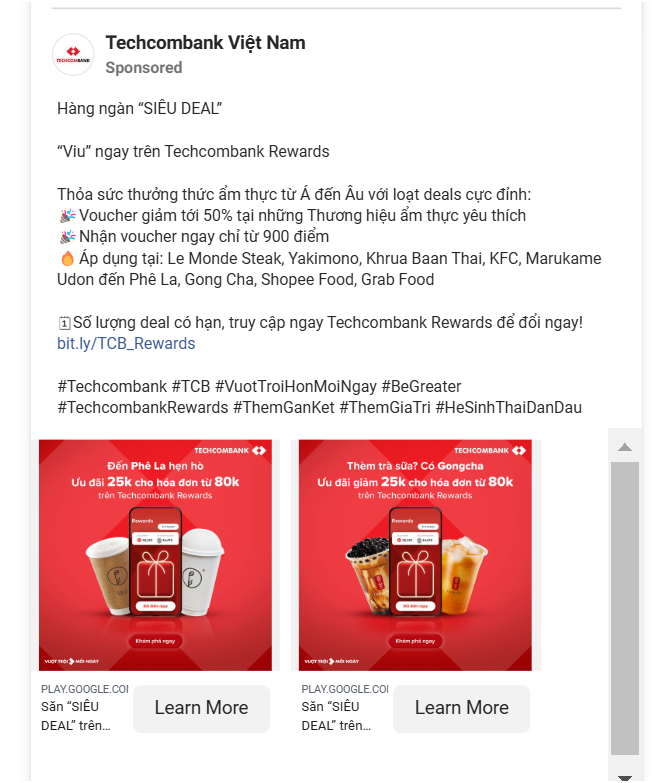 Techcombank Việt Nam
TECHCOMBANK
Sponsored
Hàng ngàn “SIÊU DEAL”
“Viu” ngay trên Techcombank Rewards
Thỏa sức thưởng thức ẩm thực từ Á đến Âu với loạt deals cực đỉnh:
🎉Voucher giảm tới 50% tại những Thương hiệu ẩm thực yêu thích
🎉Nhận voucher ngay chỉ từ 900 điểm
🔥 Áp dụng tại: Le Monde Steak, Yakimono, Khrua Baan Thai, KFC, Marukame
Udon đến Phê La, Gong Cha, Shopee Food, Grab Food
🗓Số lượng deal có hạn, truy cập ngay Techcombank Rewards để đổi ngay!
bit.ly/TCB_Rewards
#Techcombank #TCB #VuotTroiHonMoiNgay #BeGreater
#TechcombankRewards #ThemGanKet #ThemGiaTri #HeSinhThaiDanDau
TECHCOMBANK
Đến Phê La hẹn hò
Ưu đãi 25k cho hóa đơn từ 80k
trên Techcombank Rewards
Rewards
Đổi đêm ngay
Khám phá ngay
VƯỢT TRỘI MỖI NGÀY
PLAY.GOOGLE.COM
Săn “SIÊU
DEAL” trên...
Learn More
TECHCOMBANK
Thèm trà sữa? Có Gongcha
Ưu đãi giảm 25k cho hóa đơn từ 80k
trên Techcombank Rewards
Rewards
Khám phá ngay
VƯỢT TRỘI MỖI NGÀY
PLAY.GOOGLE.COM
Săn “SIÊU
DEAL” trên...
Learn More